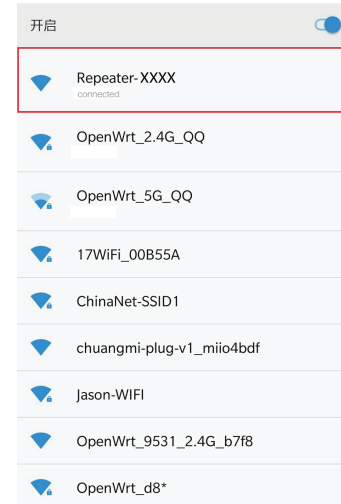 开启
Repeater-XXXX
connected
OpenWrt_2.4G_QQ
OpenWrt_5G_QQ
17WiFi_00B55A
ChinaNet-SSID1
chuangmi-plug-v1_miio4bdf
Jason-WIFI
OpenWrt_9531_2.4G_b7f8
OpenWrt_d8*